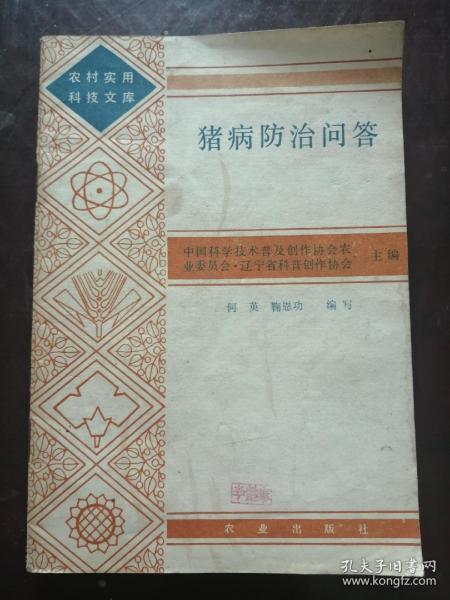 农村实用
科技文库
猪病防治问答
中国科学技术普及创作协会农
业委员会·辽宁省科普创作协会
主编
何英 鞠恩功 编写
农业出版社
孔夫子旧书网
www.kongfz.com